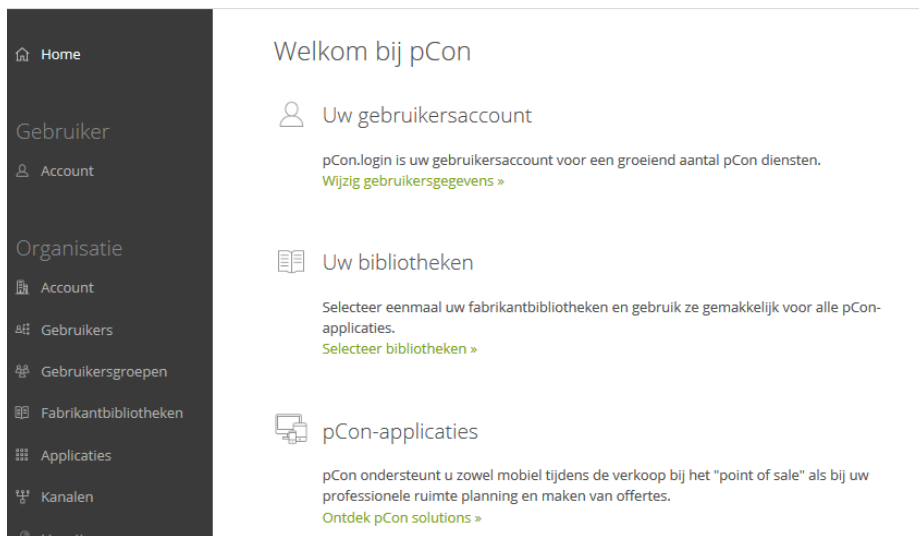 Home
Gebruiker
Account
Organisatie
Account
Gebruikers
Gebruikersgroepen
Fabrikantbibliotheken
Applicaties
Kanalen
Welkom bij pCon
Uw gebruikersaccount
pCon.login is uw gebruikersaccount voor een groeiend aantal pCon diensten.
Wijzig gebruikersgegevens »
Uw bibliotheken
Selecteer eenmaal uw fabrikantbibliotheken en gebruik ze gemakkelijk voor alle pCon-
applicaties.
Selecteer bibliotheken »
pCon-applicaties
pCon ondersteunt u zowel mobiel tijdens de verkoop bij het "point of sale" als bij uw
professionele ruimte planning en maken van offertes.
Ontdek pCon solutions »